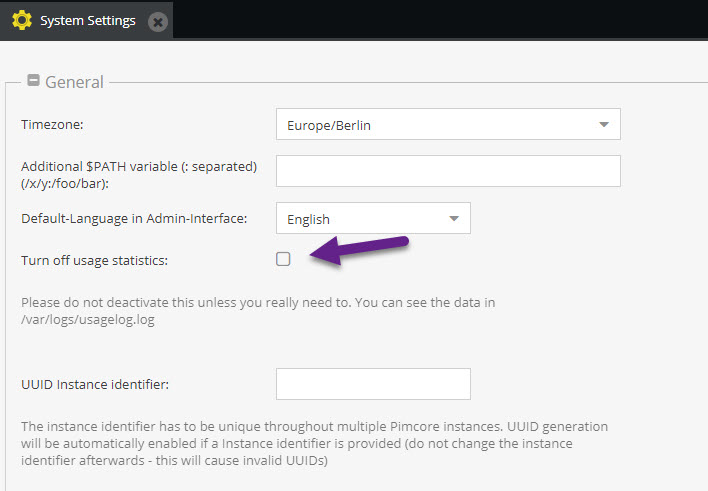 System Settings
General
Timezone:
Europe/Berlin
Additional $PATH variable (: separated)
(/x/y:/foo/bar):
Default-Language in Admin-Interface:
English
Turn off usage statistics:
Please do not deactivate this unless you really need to. You can see the data in
/var/logs/usagelog.log
UUID Instance identifier:
The instance identifier has to be unique throughout multiple Pimcore instances. UUID generation
will be automatically enabled if a Instance identifier is provided (do not change the instance
identifier afterwards - this will cause invalid UUIDs)